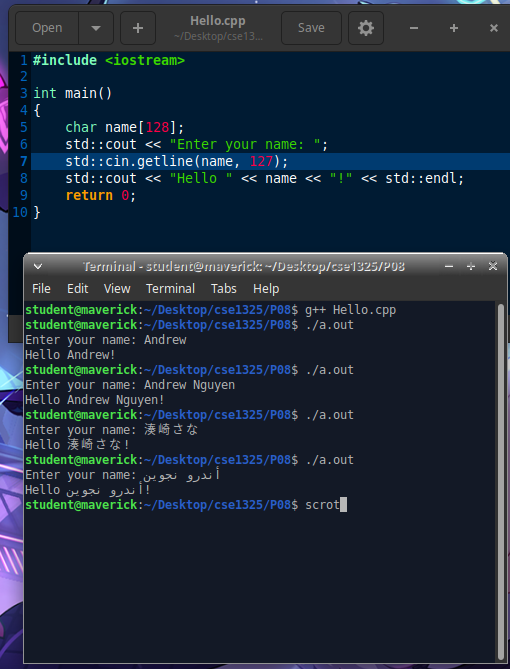 Open
Hello.cpp
~/Desktop/cse13...
Save
1 #include <iostream>
2
3 int main()
4 {
5     char name[128];
6     std::cout << "Enter your name: ";
7     std::cin.getline(name, 127);
8     std::cout << "Hello " << name << "!" << std::endl;
9     return 0;
10 }
Terminal - student@maverick: ~/Desktop/cse1325/P08
File Edit View Terminal Tabs Help
student@maverick:~/Desktop/cse1325/P08$ g++ Hello.cpp
student@maverick:~/Desktop/cse1325/P08$ ./a.out
Enter your name: Andrew
Hello Andrew!
student@maverick:~/Desktop/cse1325/P08$ ./a.out
Enter your name: Andrew Nguyen
Hello Andrew Nguyen!
student@maverick:~/Desktop/cse1325/P08$ ./a.out
Enter your name: 湊崎さな
Hello 湊崎さな!
student@maverick:~/Desktop/cse1325/P08$ ./a.out
Enter your name: أندرو نجوين
Hello أندرو نجوين!
student@maverick:~/Desktop/cse1325/P08$ scrot